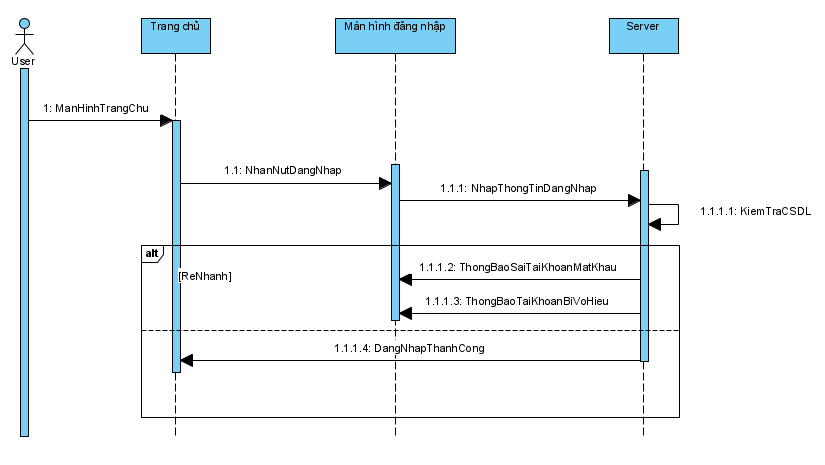 User
Trang chủ
Màn hình đăng nhập
Server
1: ManHinhTrangChu
1.1: NhanNutDangNhap
1.1.1: NhapThongTinDangNhap
1.1.1.1: KiemTraCSDL
alt
[ReNhanh]
1.1.1.2: ThongBaoSaiTaiKhoanMatKhau
1.1.1.3: ThongBaoTaiKhoanBiVoHieu
1.1.1.4: DangNhapThanhCong